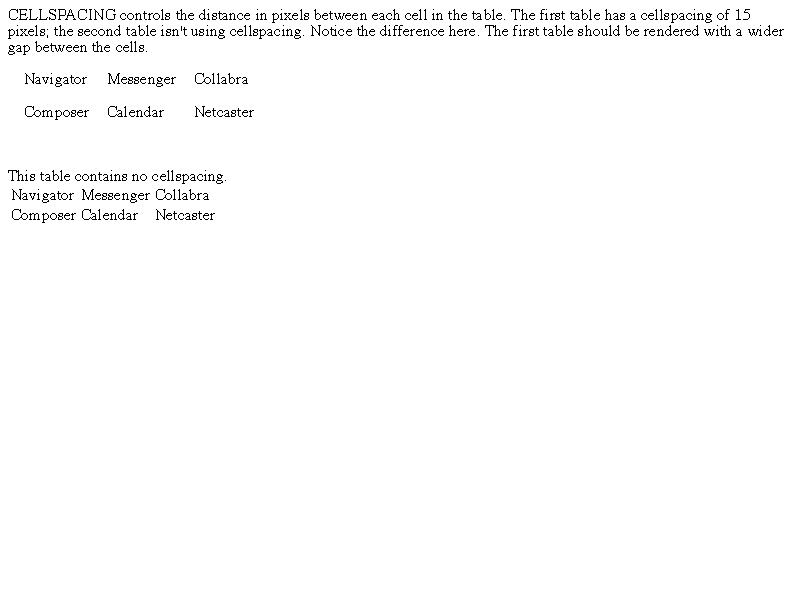 CELLSPACING controls the distance in pixels between each cell in the table. The first table has a cellspacing of 15
pixels; the second table isn't using cellspacing. Notice the difference here. The first table should be rendered with a wider
gap between the cells.
Navigator Messenger Collabra
Composer Calendar Netcaster
This table contains no cellspacing.
Navigator Messenger Collabra
Composer Calendar Netcaster